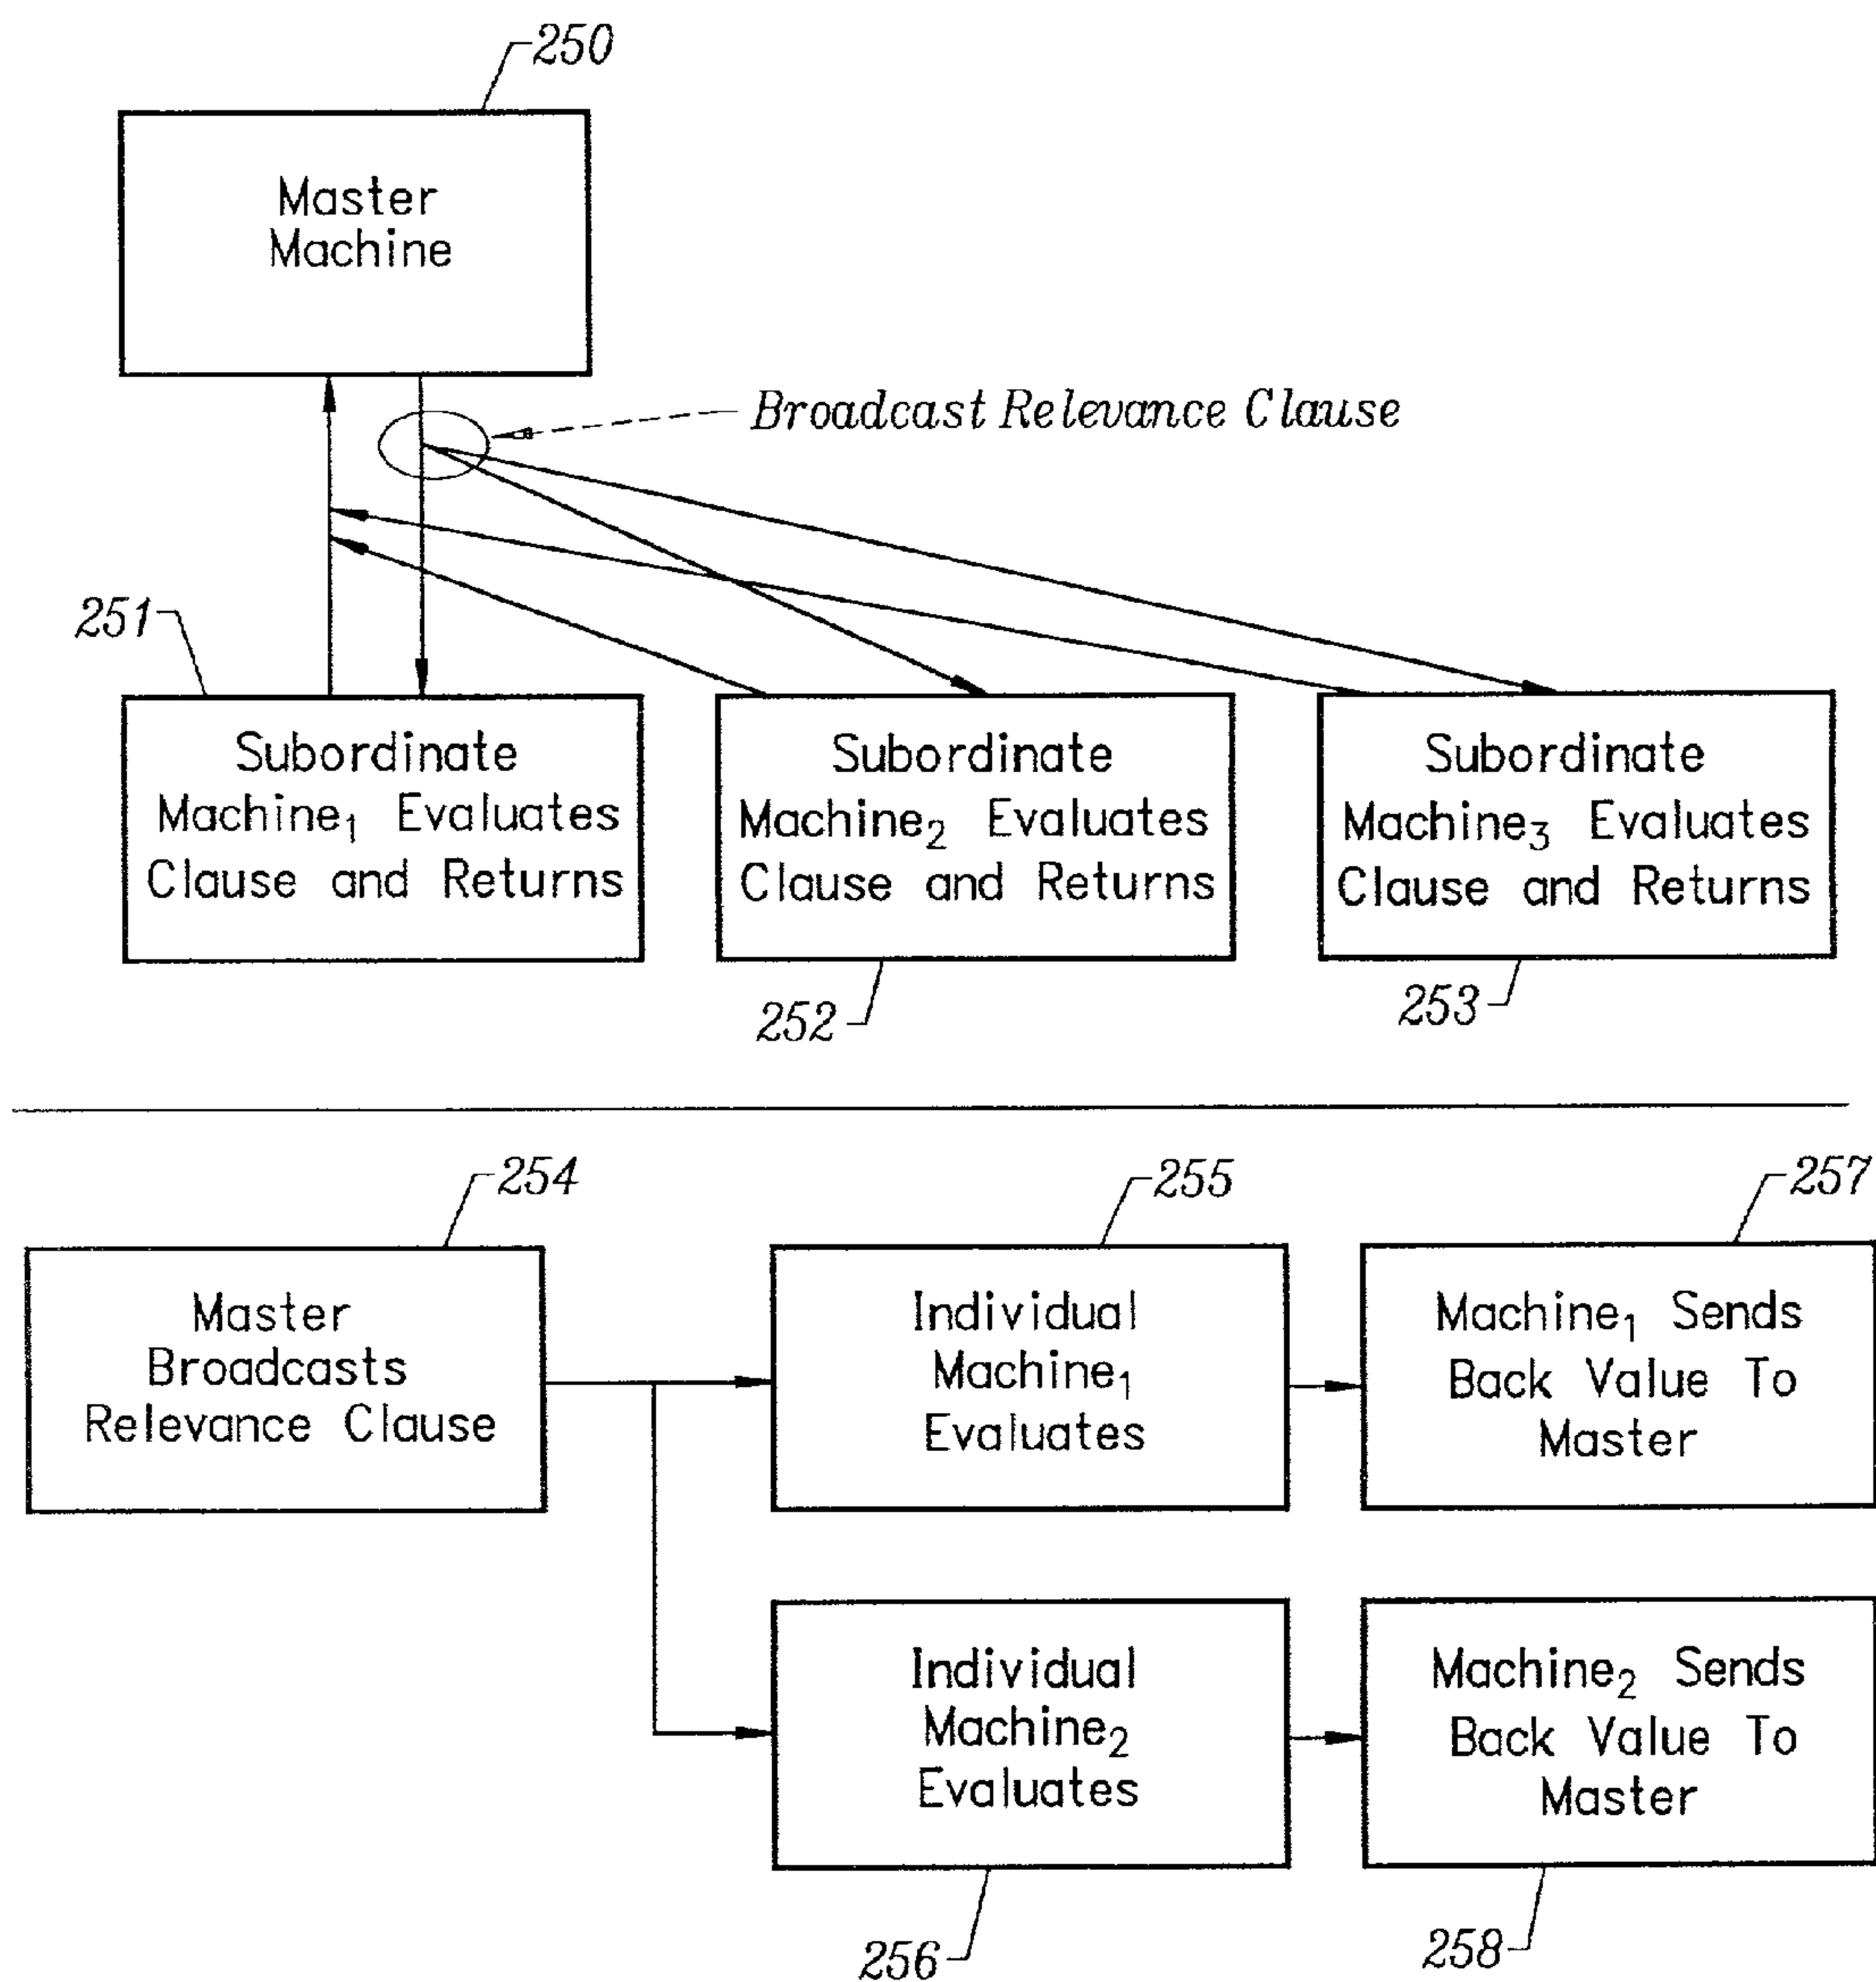 250
Master
Machine
Broadcast Relevance Clause
251
Subordinate
Machine₁ Evaluates
Clause and Returns
Subordinate
Machine₂ Evaluates
Clause and Returns
Subordinate
Machine₃ Evaluates
Clause and Returns
252
253
254
255
257
Master
Broadcasts
Relevance Clause
Individual
Machine₁
Evaluates
Machine₁ Sends
Back Value To
Master
Individual
Machine₂
Evaluates
Machine₂ Sends
Back Value To
Master
256
258